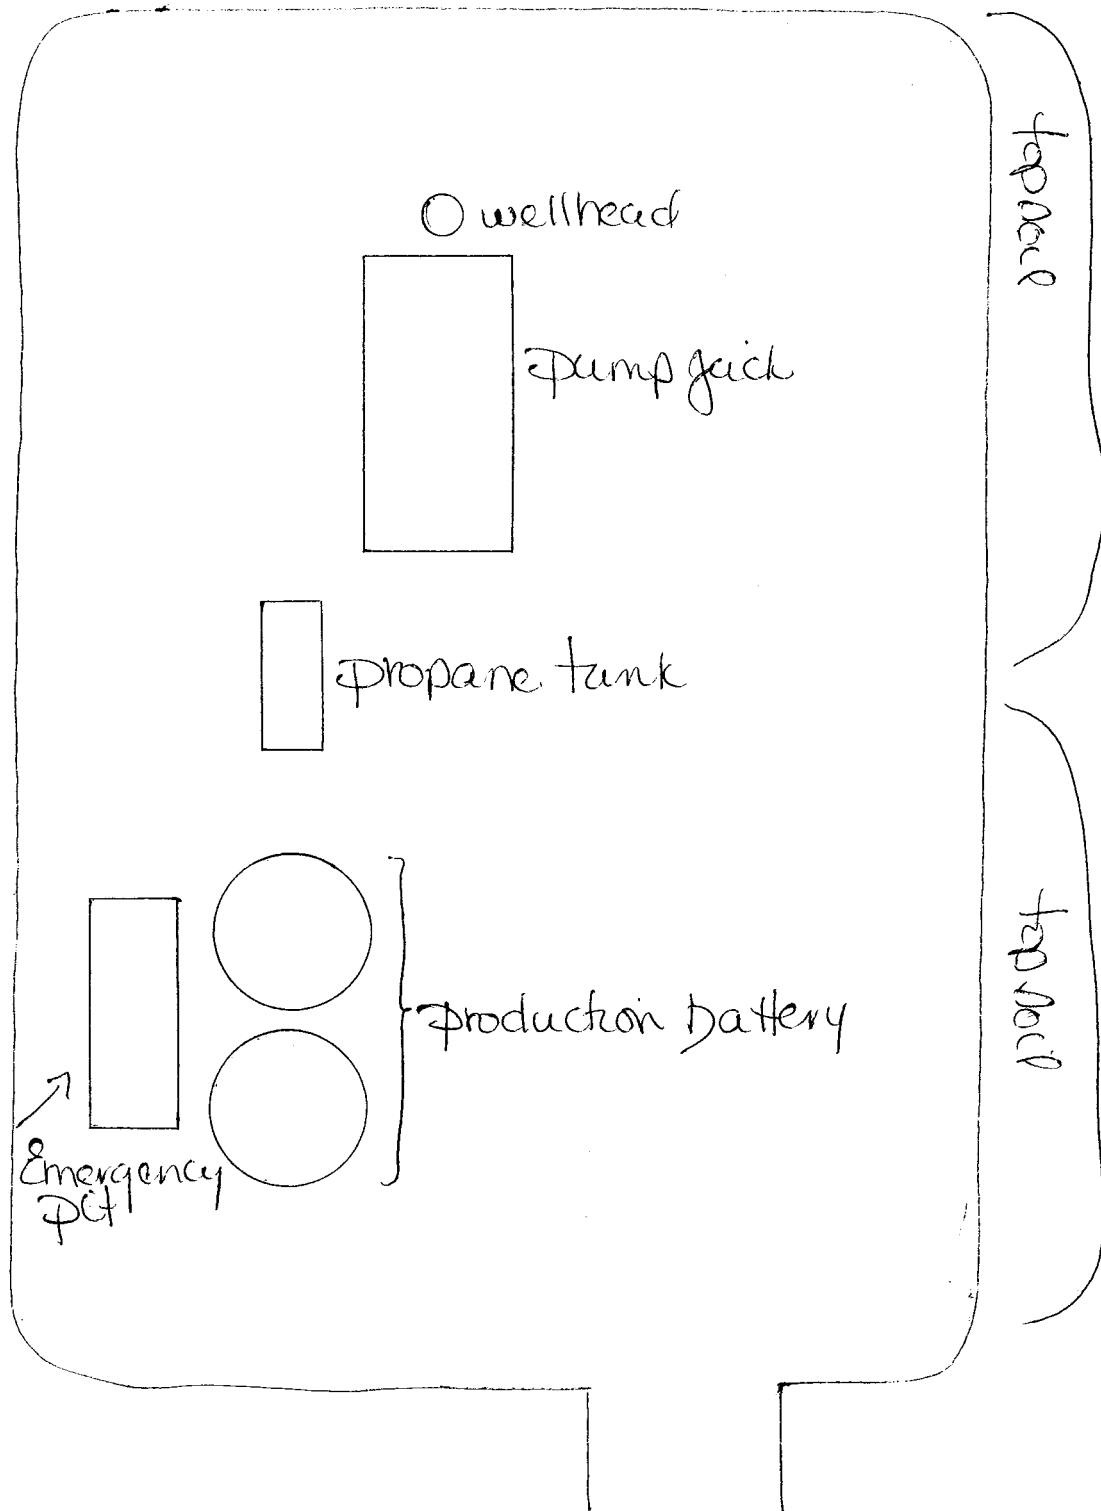 topsoil
wellhead
pump jack
propane tank
production battery
topsoil
Emergency
pit